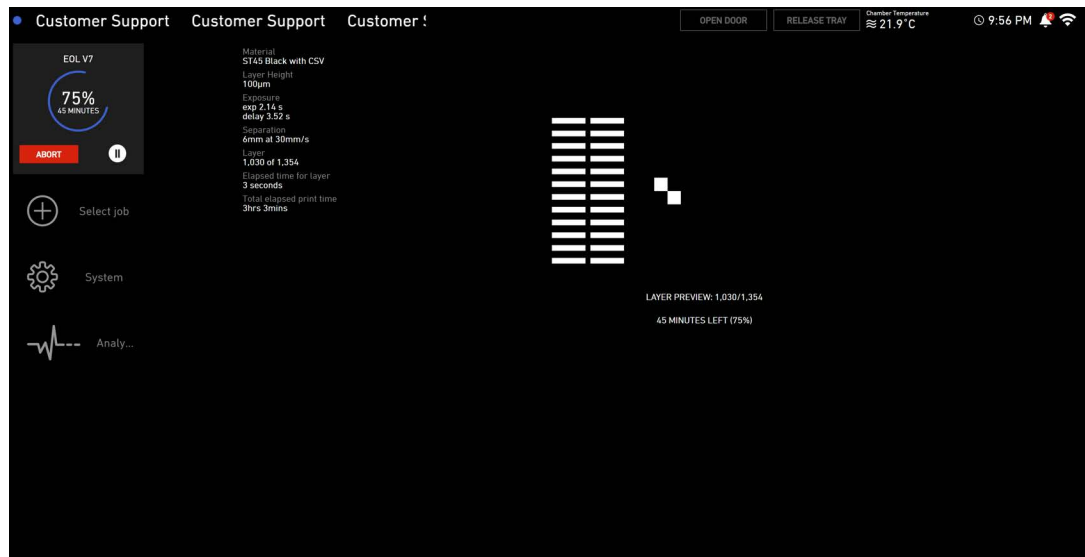 Customer Support Customer Support Customer S
OPEN DOOR
RELEASE TRAY
Chamber Temperature
21.9°C
9:56 PM
2
EOL V7
75%
45 MINUTES
ABORT
Select job
System
Analy...
Material
ST45 Black with CSV
Layer Height
100µm
Exposure
exp 2.14 s
delay 3.52 s
Separation
6mm at 30mm/s
Layer
1,030 of 1,354
Elapsed time for layer
3 seconds
Total elapsed print time
3hrs 3mins
LAYER PREVIEW: 1,030/1,354
45 MINUTES LEFT (75%)